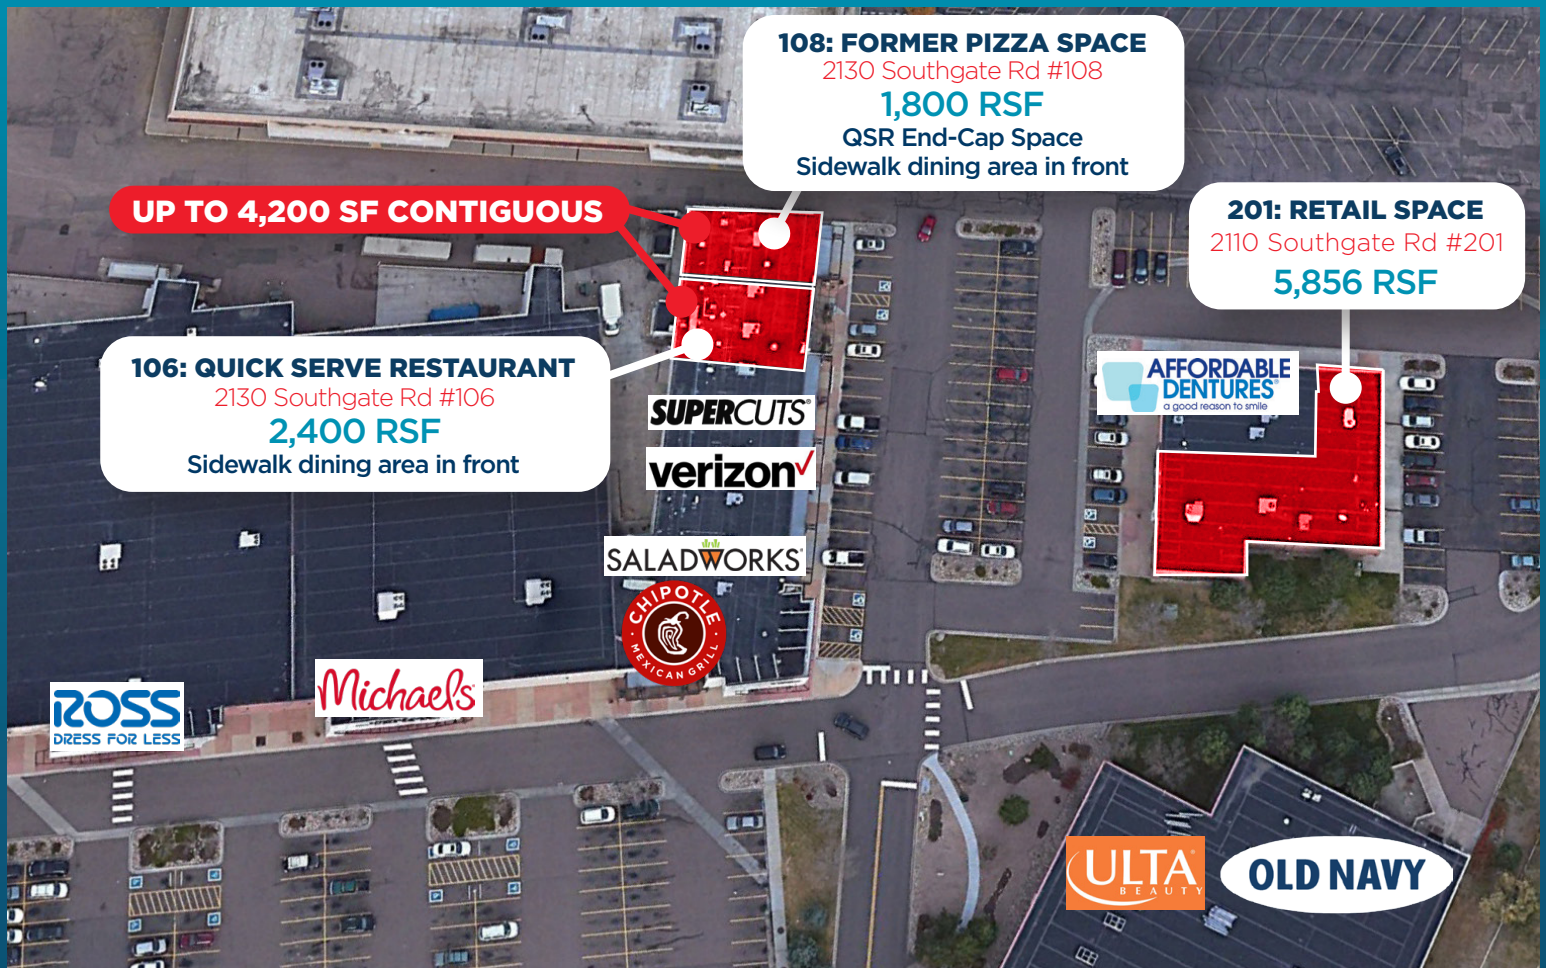 108: FORMER PIZZA SPACE
2130 Southgate Rd #108
1,800 RSF
QSR End-Cap Space
Sidewalk dining area in front
UP TO 4,200 SF CONTIGUOUS
201: RETAIL SPACE
2110 Southgate Rd #201
5,856 RSF
106: QUICK SERVE RESTAURANT
2130 Southgate Rd #106
2,400 RSF
Sidewalk dining area in front
AFFORDABLE
DENTURES®
a good reason to smile
SUPERCUTS®
verizon
SALADWORKS®
CHIPOTLE
MEXICAN GRILL
Michaels®
ROSS
DRESS FOR LESS
ULTA®
BEAUTY
OLD NAVY